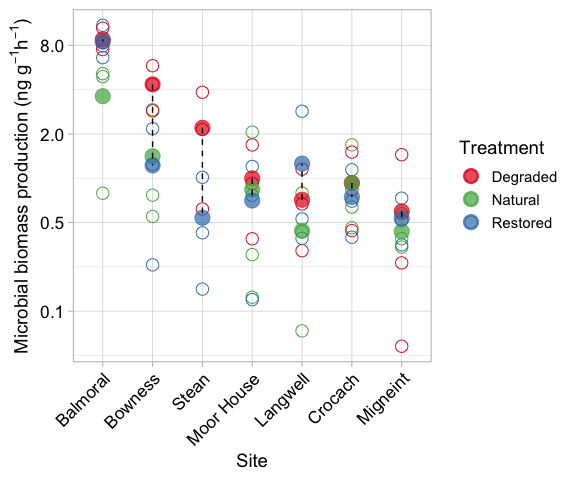 Microbial biomass production (ng g⁻¹h⁻¹)
8.0
2.0
0.5
0.1
Balmoral
Bowness
Stean
Moor House
Langwell
Crocach
Migneint
Site
Treatment
Degraded
Natural
Restored